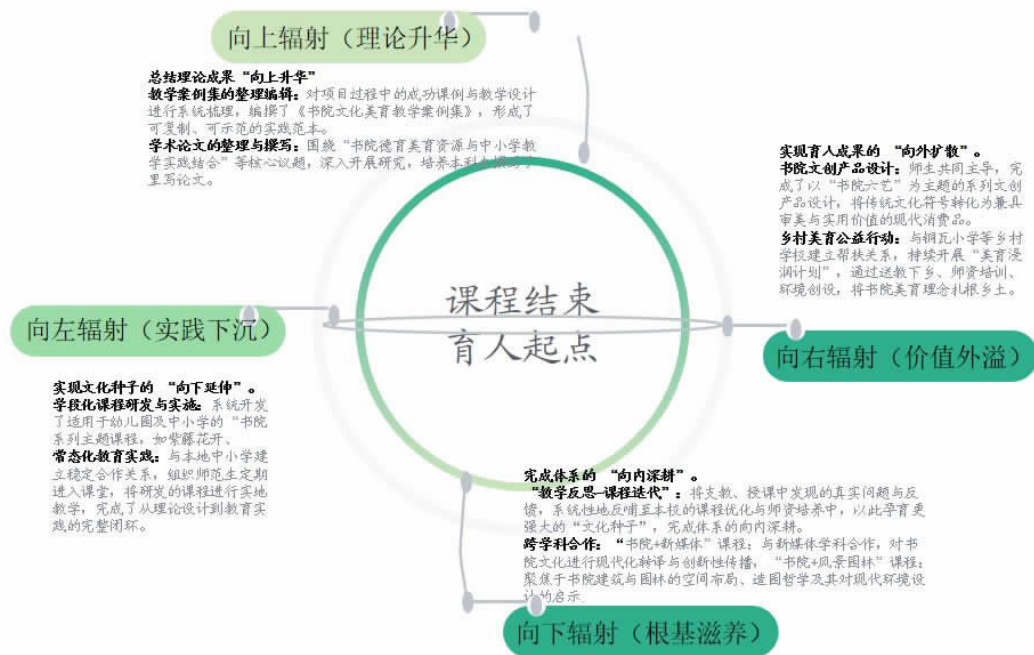 向上辐射（理论升华）
总结理论成果“向上升华”
教学案例集的整理编辑：对项目过程中的成功课例与教学设计
进行系统梳理，编撰了《书院文化美育教学案例集》，形成了
可复制、可示范的实践范本。
学术论文的整理与撰写：围绕“书院德育美育资源与中小学教
学实践结合”等核心议题，深入开展研究，培养本科
里写论文。
实现育人成果的 “向外扩散”。
书院文创产品设计：师生共同主导，完
成了以“书院六艺”为主题的系列文创
产品设计，将传统文化符号转化为兼具
审美与实用价值的现代消费品。
乡村美育公益行动：与铜瓦小学等乡村
学校建立帮扶关系，持续开展“美育浸
润计划”，通过送教下乡、师资培训、
环境创设，将书院美育理念扎根乡土。
课程结束
育人起点
向左辐射（实践下沉）
向右辐射（价值外溢）
实现文化种子的 “向下延伸”。
学段化课程研发与实施：系统开发
了适用于幼儿园及中小学的“书院
系列主题课程，如紫藤花开、
常态化教育实践：与本地中小学建
立稳定合作关系，组织师范生定期
进入课堂，将研发的课程进行实地
教学，完成了从理论设计到教育实
践的完整闭环。
完成体系的 “向内深耕”。
“教学反思-课程迭代”：将支教、授课中发现的真实问题与反
馈，系统性地反哺至本校的课程优化与师资培养中，以此孕育更
强大的“文化种子”，完成体系的向内深耕。
跨学科合作：“书院+新媒体”课程：与新媒体学科合作，对书
院文化进行现代化转译与创新性传播，“书院+风景园林”课程：
聚焦于书院建筑与园林的空间布局、造园哲学及其对现代环境设
计的启示.
向下辐射（根基滋养）